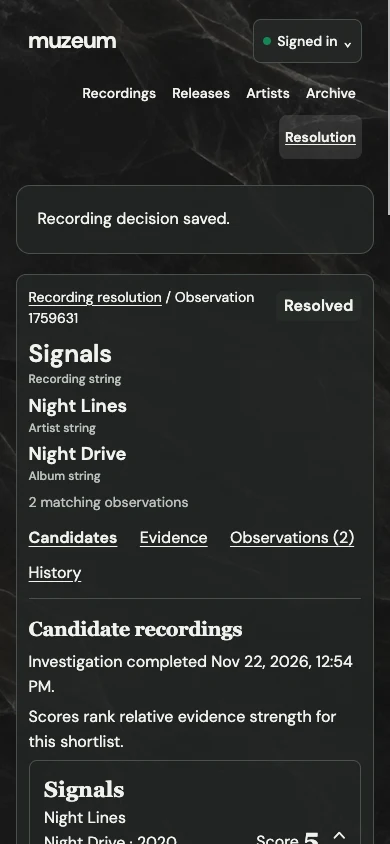 muzeum
Signed in
Recordings Releases Artists Archive
Resolution
Recording decision saved.
Recording resolution / Observation
1759631
Resolved
Signals
Recording string
Night Lines
Artist string
Night Drive
Album string
2 matching observations
Candidates Evidence Observations (2)
History
Candidate recordings
Investigation completed Nov 22, 2026, 12:54
PM.
Scores rank relative evidence strength for
this shortlist.
Signals
Night Lines
Night Drive · 2020
Score 5